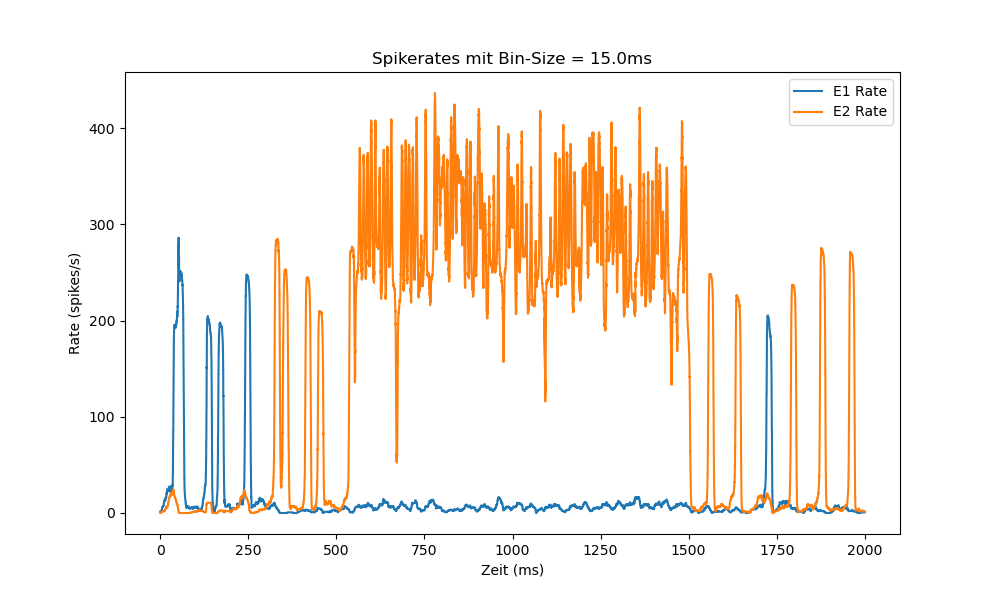 Spikerates mit Bin-Size = 15.0ms
E1 Rate
E2 Rate
400
300
200
100
0
Rate (spikes/s)
0
250
500
750
1000
1250
1500
1750
2000
Zeit (ms)